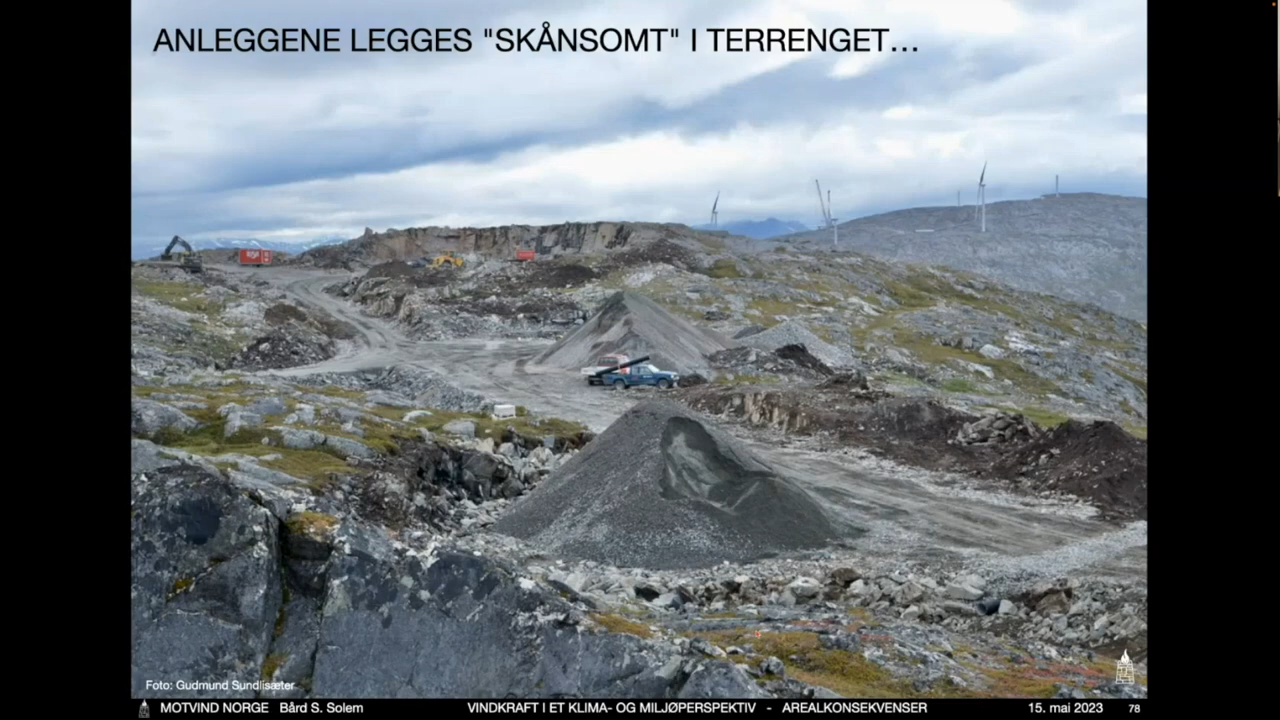 ANLEGGENE LEGGES "SKÅNSOMT" I TERRENGET...
Foto: Gudmund Sundlisæter
MOTVIND NORGE Bård S. Solem VINDKRAFT I ET KLIMA- OG MILJØPERSPEKTIV - AREALKONSEKVENSER 15. mai 2023 78